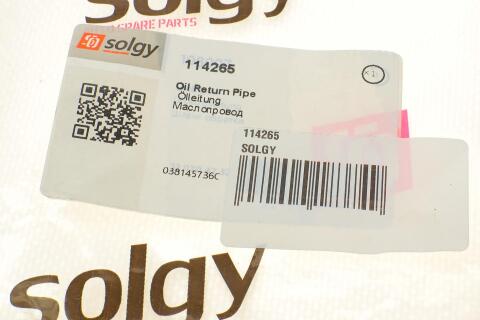 solgy
SPARE PARTS
solgy
114265
x1
Oil Return Pipe
Ölleitung
Маслопровод
038145736C
114265
SOLGY
solgy